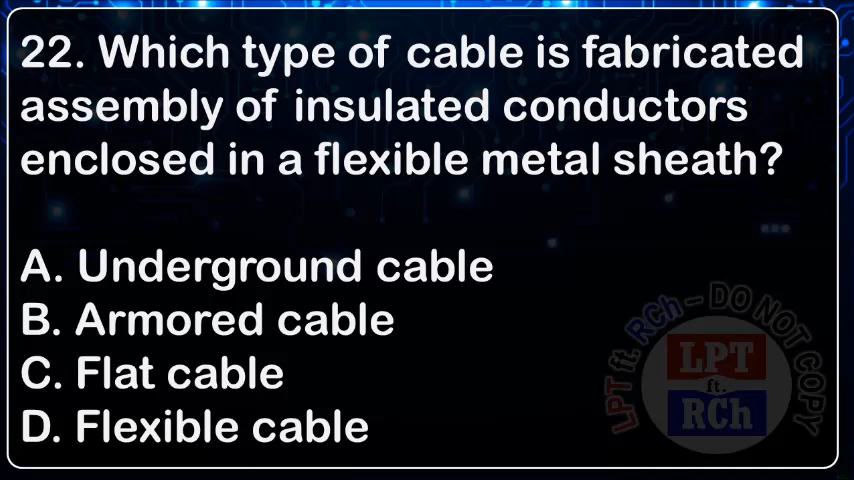 22. Which type of cable is fabricated
assembly of insulated conductors
enclosed in a flexible metal sheath?
A. Underground cable
B. Armored cable
C. Flat cable
D. Flexible cable
LPT ft. RCh – DO NOT COPY
LPT
ft.
RCh